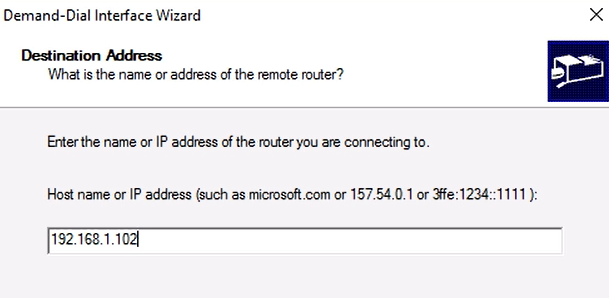 Demand-Dial Interface Wizard
Destination Address
What is the name or address of the remote router?
Enter the name or IP address of the router you are connecting to.
Host name or IP address (such as microsoft.com or 157.54.0.1 or 3ffe:1234::1111 ):
192.168.1.102